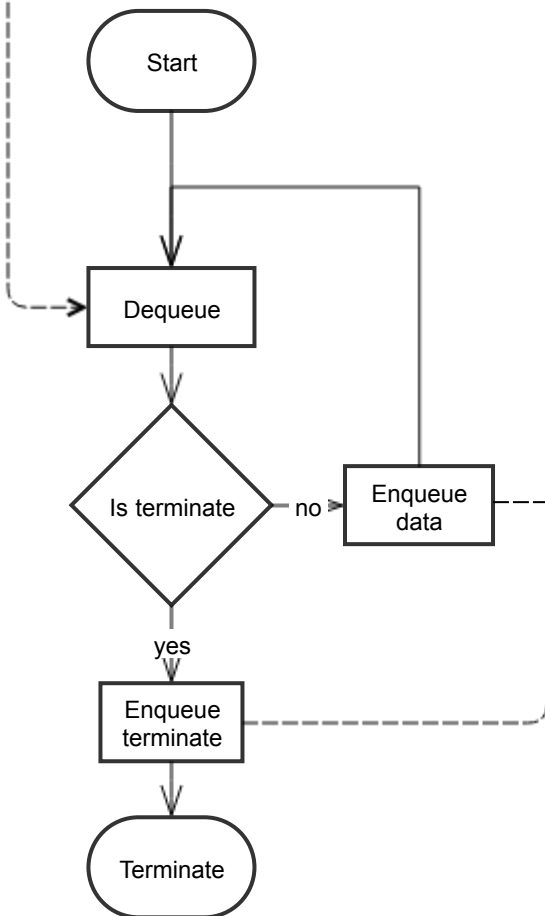 Start
Dequeue
Is terminate
no
Enqueue
data
yes
Enqueue
terminate
Terminate